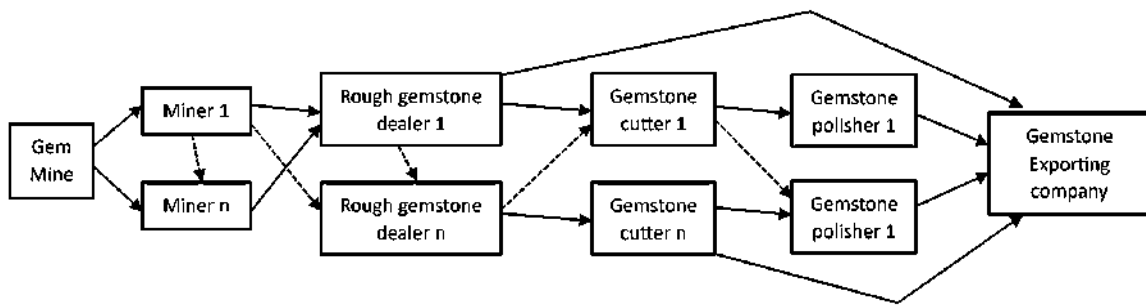 Gem
Mine
Miner 1
Miner n
Rough gemstone
dealer 1
Rough gemstone
dealer n
Gemstone
cutter 1
Gemstone
cutter n
Gemstone
polisher 1
Gemstone
polisher 1
Gemstone
Exporting
company